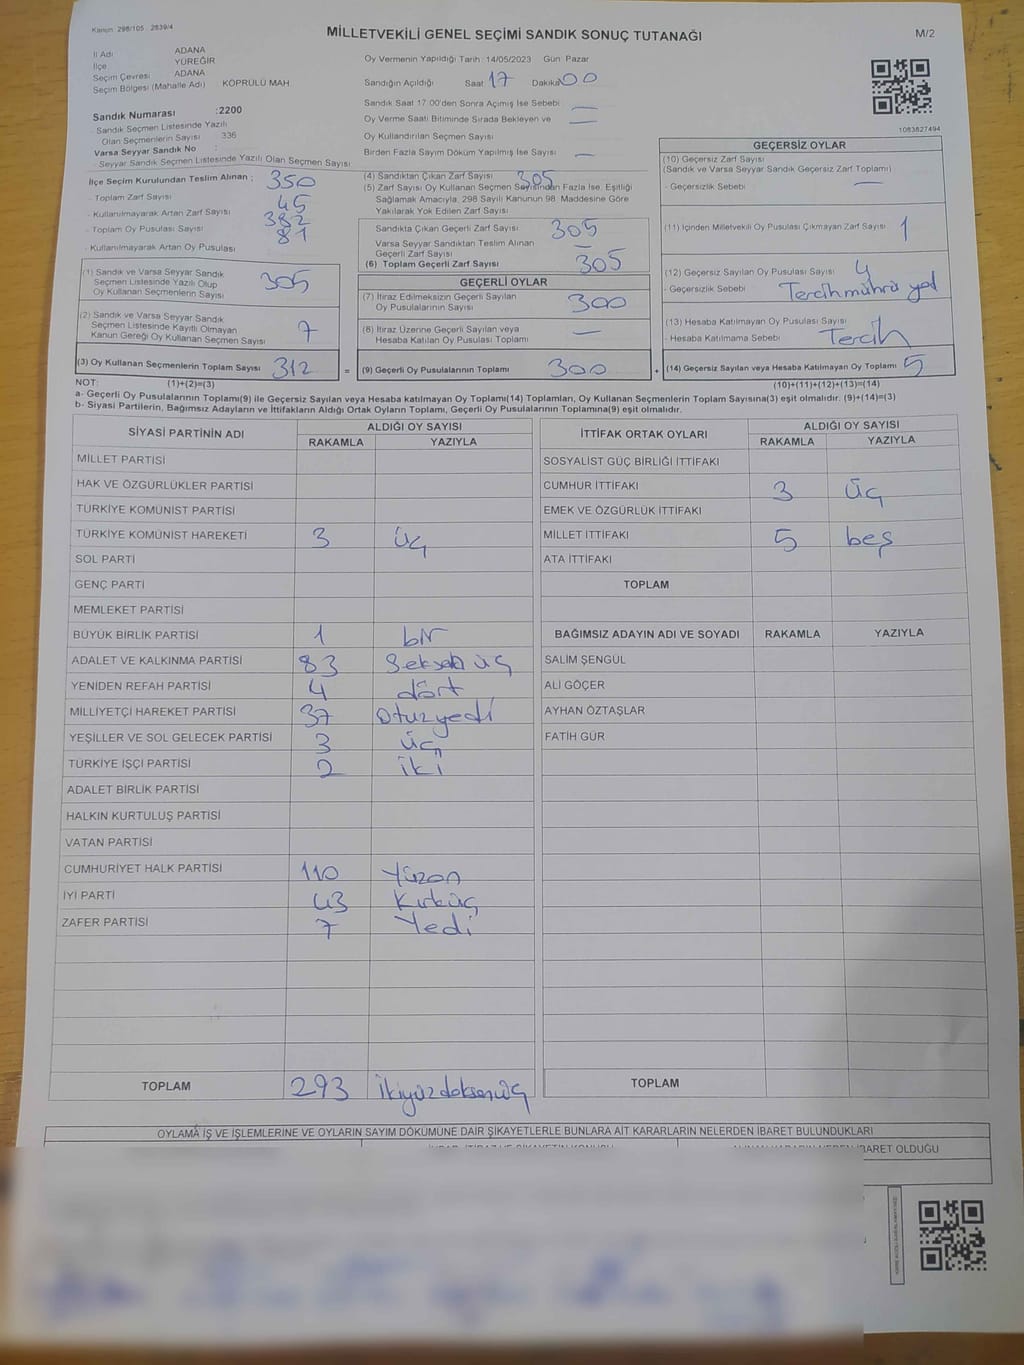 Kanun: 298/105 2839/4
MİLLETVEKİLİ GENEL SEÇİMİ SANDIK SONUÇ TUTANAĞI
M/2
İl Adı ADANA
İlçe YÜREĞİR
Seçim Çevresi ADANA
Seçim Bölgesi (Mahalle Adı) : KÖPRÜLÜ MAH.
Oy Vermenin Yapıldığı Tarih: 14/05/2023 Gün Pazar
Sandığın Açıldığı Saat 17 Dakika 00
Sandık Saat 17:00'den Sonra Açılmış İse Sebebi —
Oy Verme Saati Bitiminde Sırada Bekleyen ve —
Oy Kullandırılan Seçmen Sayısı
Birden Fazla Sayım Döküm Yapılmış İse Sayısı —
1083827494
Sandık Numarası :2200
- Sandık Seçmen Listesinde Yazılı
Olan Seçmenlerin Sayısı : 336
Varsa Seyyar Sandık No :
- Seyyar Sandık Seçmen Listesinde Yazılı Olan Seçmen Sayısı
İlçe Seçim Kurulundan Teslim Alınan ; 350
- Toplam Zarf Sayısı 45
- Kullanılmayarak Artan Zarf Sayısı 382
- Toplam Oy Pusulası Sayısı 81
- Kullanılmayarak Artan Oy Pusulası
(1) Sandık ve Varsa Seyyar Sandık
Seçmen Listesinde Yazılı Olup
Oy Kullanan Seçmenlerin Sayısı 305
(2) Sandık ve Varsa Seyyar Sandık
Seçmen Listesinde Kayıtlı Olmayan
Kanun Gereği Oy Kullanan Seçmen Sayısı 7
(3) Oy Kullanan Seçmenlerin Toplam Sayısı 312 =
(4) Sandıktan Çıkan Zarf Sayısı 305
(5) Zarf Sayısı Oy Kullanan Seçmen Sayısından Fazla İse, Eşitliği
Sağlamak Amacıyla, 298 Sayılı Kanunun 98. Maddesine Göre
Yakılarak Yok Edilen Zarf Sayısı
Sandıkta Çıkan Geçerli Zarf Sayısı 305
Varsa Seyyar Sandıktan Teslim Alınan
Geçerli Zarf Sayısı —
(6) Toplam Geçerli Zarf Sayısı 305
GEÇERLİ OYLAR
(7) İtiraz Edilmeksizin Geçerli Sayılan
Oy Pusulalarının Sayısı 300
(8) İtiraz Üzerine Geçerli Sayılan veya
Hesaba Katılan Oy Pusulası Toplamı —
(9) Geçerli Oy Pusulalarının Toplamı 300 +
GEÇERSİZ OYLAR
(10) Geçersiz Zarf Sayısı
(Sandık ve Varsa Seyyar Sandık Geçersiz Zarf Toplamı)
- Geçersizlik Sebebi —
(11) İçinden Milletvekili Oy Pusulası Çıkmayan Zarf Sayısı 1
(12) Geçersiz Sayılan Oy Pusulası Sayısı 4
- Geçersizlik Sebebi Tercih mührü yok
(13) Hesaba Katılmayan Oy Pusulası Sayısı
- Hesaba Katılmama Sebebi Tercih
(14) Geçersiz Sayılan veya Hesaba Katılmayan Oy Toplamı 5
NOT: (1)+(2)=(3) (10)+(11)+(12)+(13)=(14)
a- Geçerli Oy Pusulalarının Toplamı(9) ile Geçersiz Sayılan veya Hesaba katılmayan Oy Toplamı(14) Toplamları, Oy Kullanan Seçmenlerin Toplam Sayısına(3) eşit olmalıdır. (9)+(14)=(3)
b- Siyasi Partilerin, Bağımsız Adayların ve İttifakların Aldığı Ortak Oyların Toplamı, Geçerli Oy Pusulalarının Toplamına(9) eşit olmalıdır.
SİYASİ PARTİNİN ADI ALDIĞI OY SAYISI
RAKAMLA YAZIYLA
MİLLET PARTİSİ
HAK VE ÖZGÜRLÜKLER PARTİSİ
TÜRKİYE KOMÜNİST PARTİSİ
TÜRKİYE KOMÜNİST HAREKETİ 3 üç
SOL PARTİ
GENÇ PARTİ
MEMLEKET PARTİSİ
BÜYÜK BİRLİK PARTİSİ 1 bir
ADALET VE KALKINMA PARTİSİ 83 Seksen üç
YENİDEN REFAH PARTİSİ 4 dört
MİLLİYETÇİ HAREKET PARTİSİ 37 Otuzyedi
YEŞİLLER VE SOL GELECEK PARTİSİ 3 üç
TÜRKİYE İŞÇİ PARTİSİ 2 iki
ADALET BİRLİK PARTİSİ
HALKIN KURTULUŞ PARTİSİ
VATAN PARTİSİ
CUMHURİYET HALK PARTİSİ 110 Yüzon
İYİ PARTİ 43 Kırküç
ZAFER PARTİSİ 7 Yedi
TOPLAM 293 İkiyüzdoksanüç
İTTİFAK ORTAK OYLARI ALDIĞI OY SAYISI
RAKAMLA YAZIYLA
SOSYALİST GÜÇ BİRLİĞİ İTTİFAKI
CUMHUR İTTİFAKI 3 üç
EMEK VE ÖZGÜRLÜK İTTİFAKI
MİLLET İTTİFAKI 5 beş
ATA İTTİFAKI
TOPLAM
BAĞIMSIZ ADAYIN ADI VE SOYADI RAKAMLA YAZIYLA
SALİM ŞENGÜL
ALİ GÖÇER
AYHAN ÖZTAŞLAR
FATİH GÜR
TOPLAM
OYLAMA İŞ VE İŞLEMLERİNE VE OYLARIN SAYIM DÖKÜMÜNE DAİR ŞİKAYETLERLE BUNLARA AİT KARARLARIN NELERDEN İBARET BULUNDUKLARI
İBARET OLDUĞU